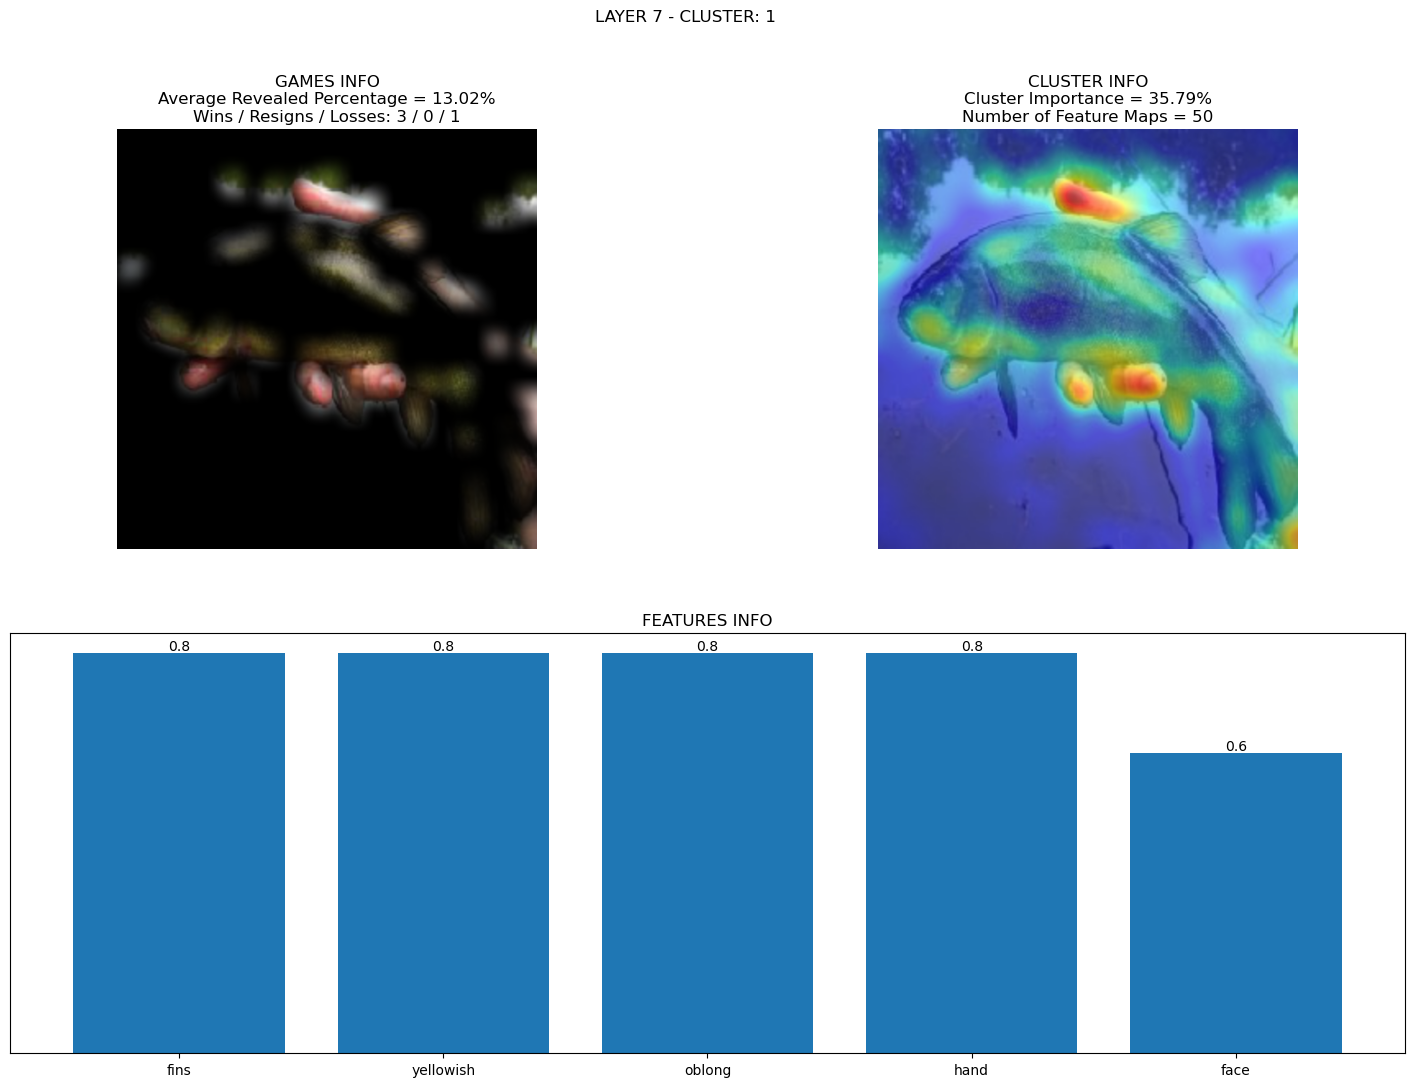 LAYER 7 - CLUSTER: 1
GAMES INFO
Average Revealed Percentage = 13.02%
Wins / Resigns / Losses: 3 / 0 / 1
CLUSTER INFO
Cluster Importance = 35.79%
Number of Feature Maps = 50
FEATURES INFO
0.8 0.8 0.8 0.8 0.6
fins yellowish oblong hand face